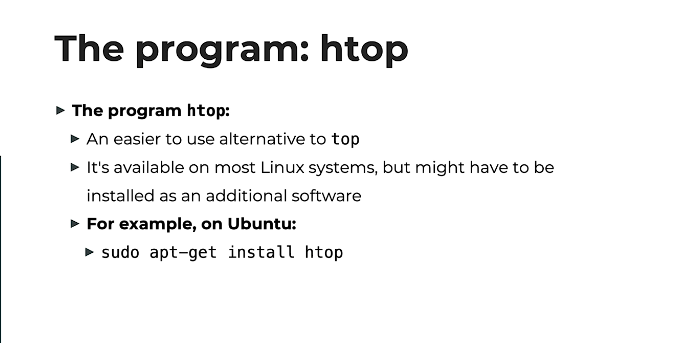 The program: htop
The program htop:
An easier to use alternative to top
It's available on most Linux systems, but might have to be
installed as an additional software
For example, on Ubuntu:
sudo apt-get install htop